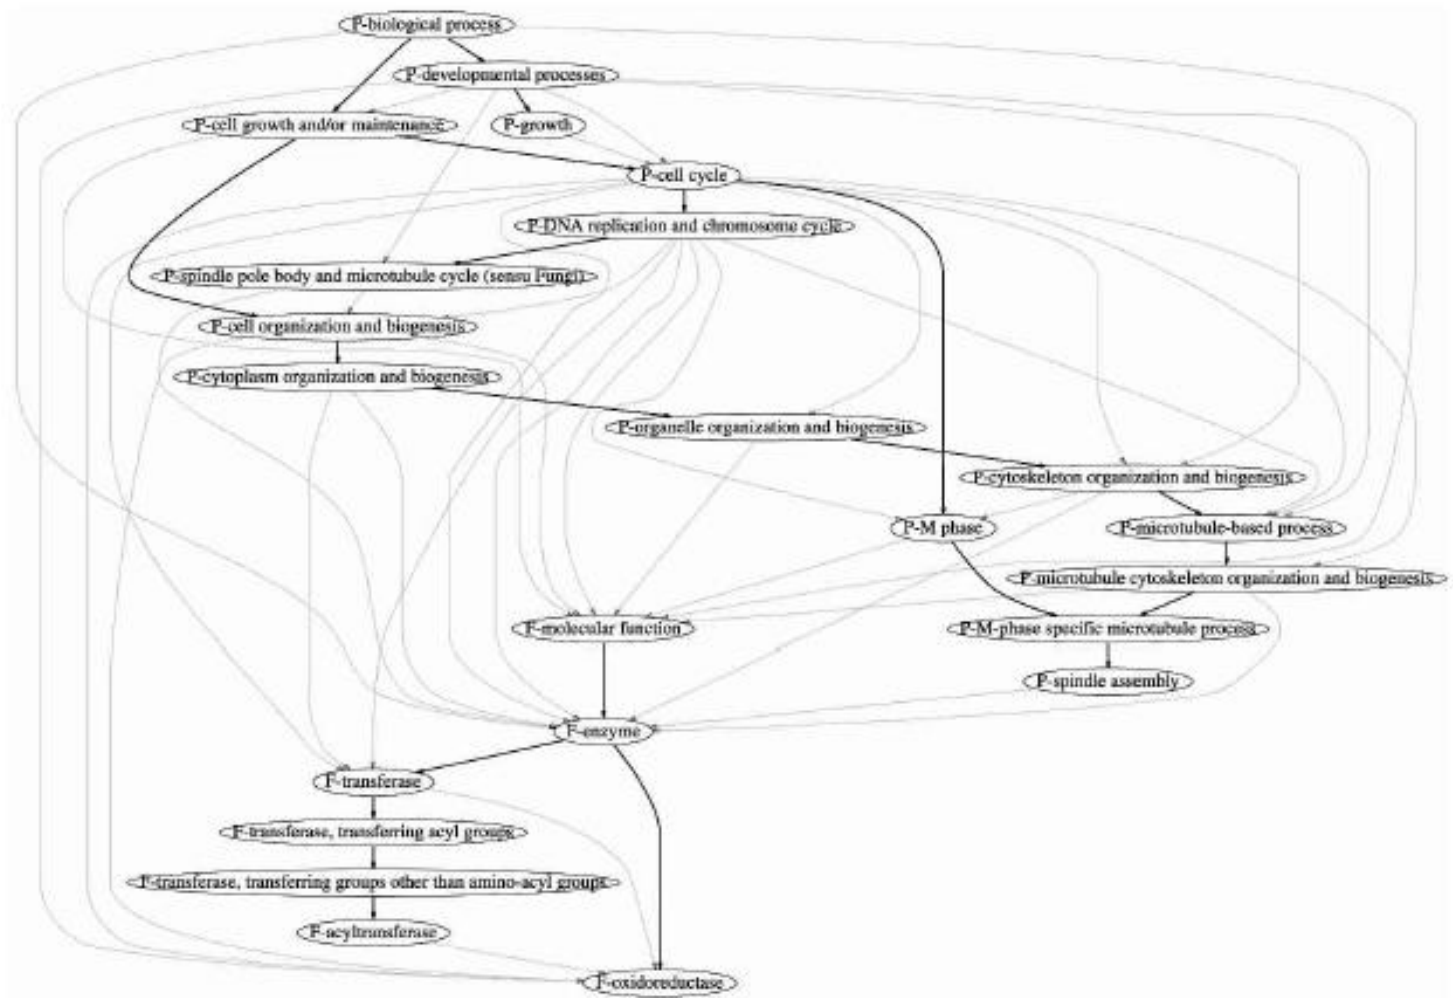 P-biological process
P-developmental processes
P-cell growth and/or maintenance
P-growth
P-cell cycle
P-DNA replication and chromosome cycle
P-spindle pole body and microtubule cycle (sensu Fungi)
P-cell organization and biogenesis
P-cytoplasm organization and biogenesis
P-organelle organization and biogenesis
P-cytoskeleton organization and biogenesis
P-M phase
P-microtubule-based process
P-microtubule cytoskeleton organization and biogenesis
F-molecular function
P-M-phase specific microtubule process
P-spindle assembly
F-enzyme
F-transferase
F-transferase, transferring acyl groups
F-transferase, transferring groups other than amino-acyl groups
F-acyltransferase
F-oxidoreductase